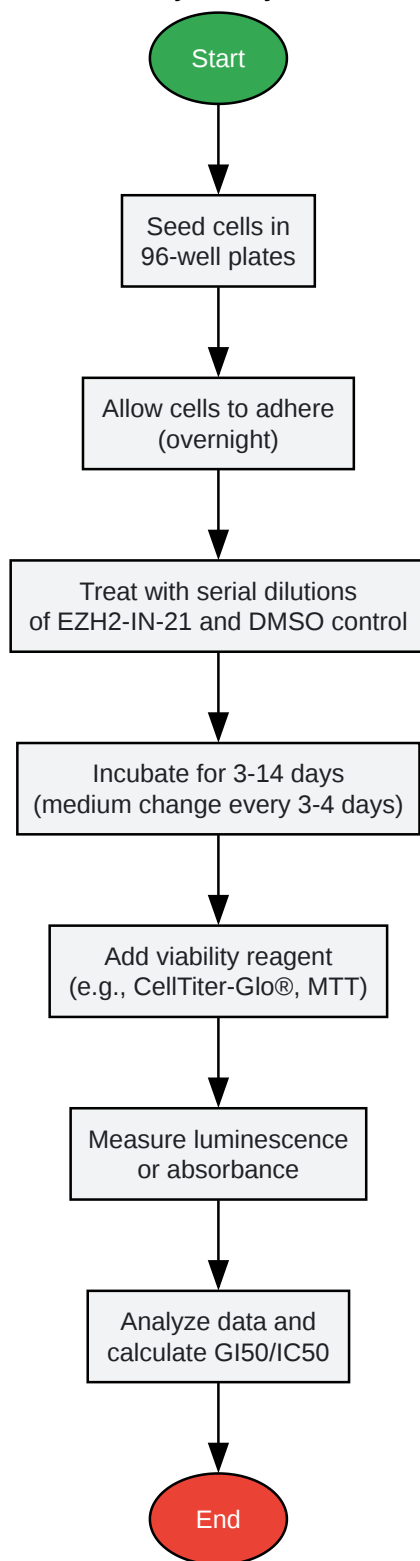 Start
Seed cells in
96-well plates
Allow cells to adhere
(overnight)
Treat with serial dilutions
of EZH2-IN-21 and DMSO control
Incubate for 3-14 days
(medium change every 3-4 days)
Add viability reagent
(e.g., CellTiter-Glo®, MTT)
Measure luminescence
or absorbance
Analyze data and
calculate GI50/IC50
End